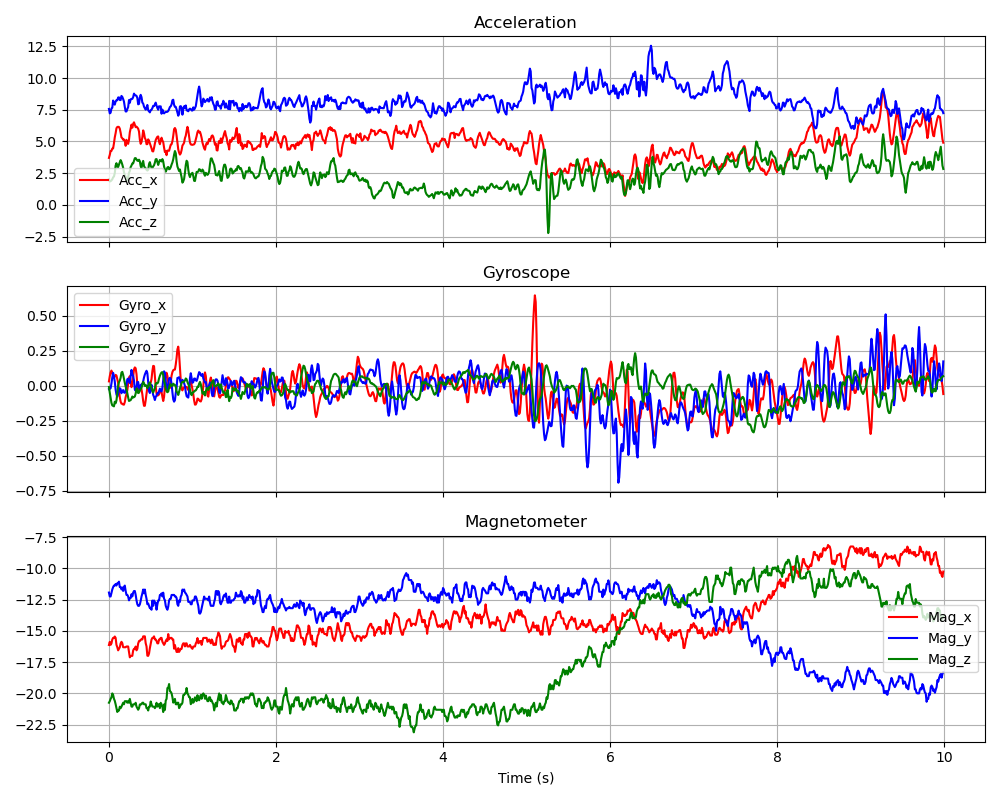 Acceleration
12.5
10.0
7.5
5.0
2.5
0.0
−2.5
Acc_x
Acc_y
Acc_z
Gyroscope
0.50
0.25
0.00
−0.25
−0.50
−0.75
Gyro_x
Gyro_y
Gyro_z
Magnetometer
−7.5
−10.0
−12.5
−15.0
−17.5
−20.0
−22.5
Mag_x
Mag_y
Mag_z
0 2 4 6 8 10
Time (s)